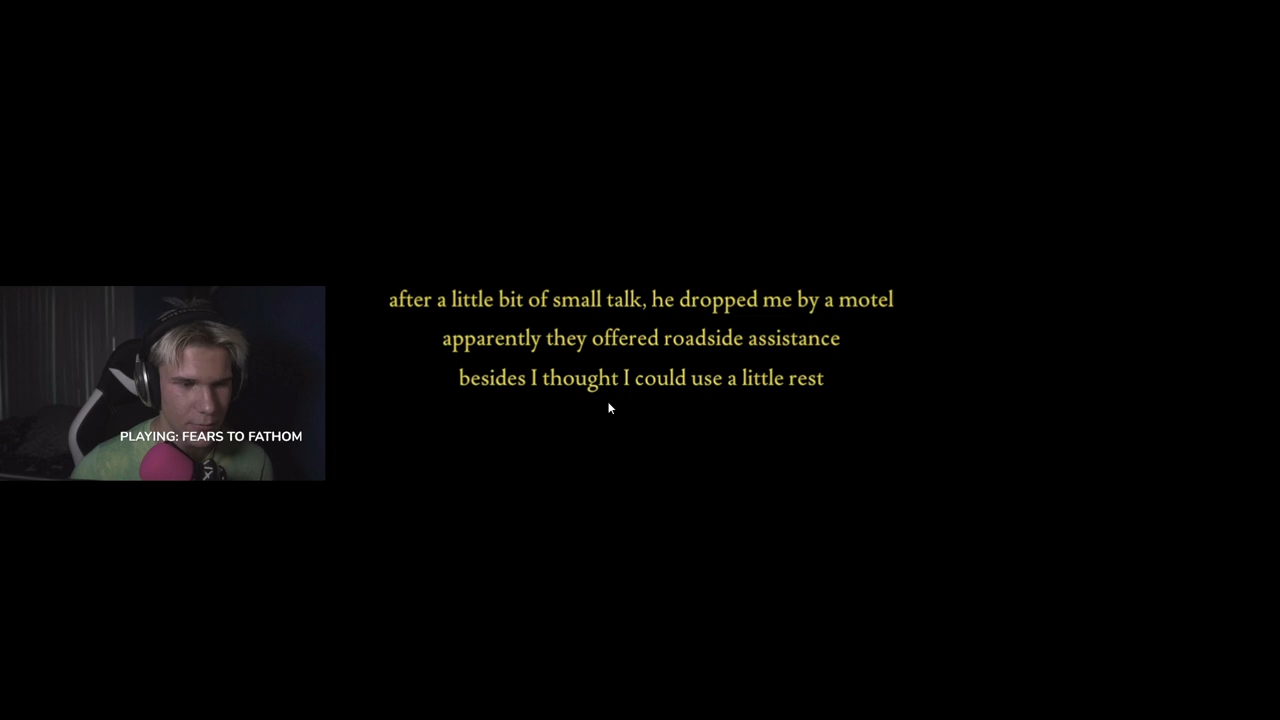 after a little bit of small talk, he dropped me by a motel
apparently they offered roadside assistance
besides I thought I could use a little rest
PLAYING: FEARS TO FATHOM